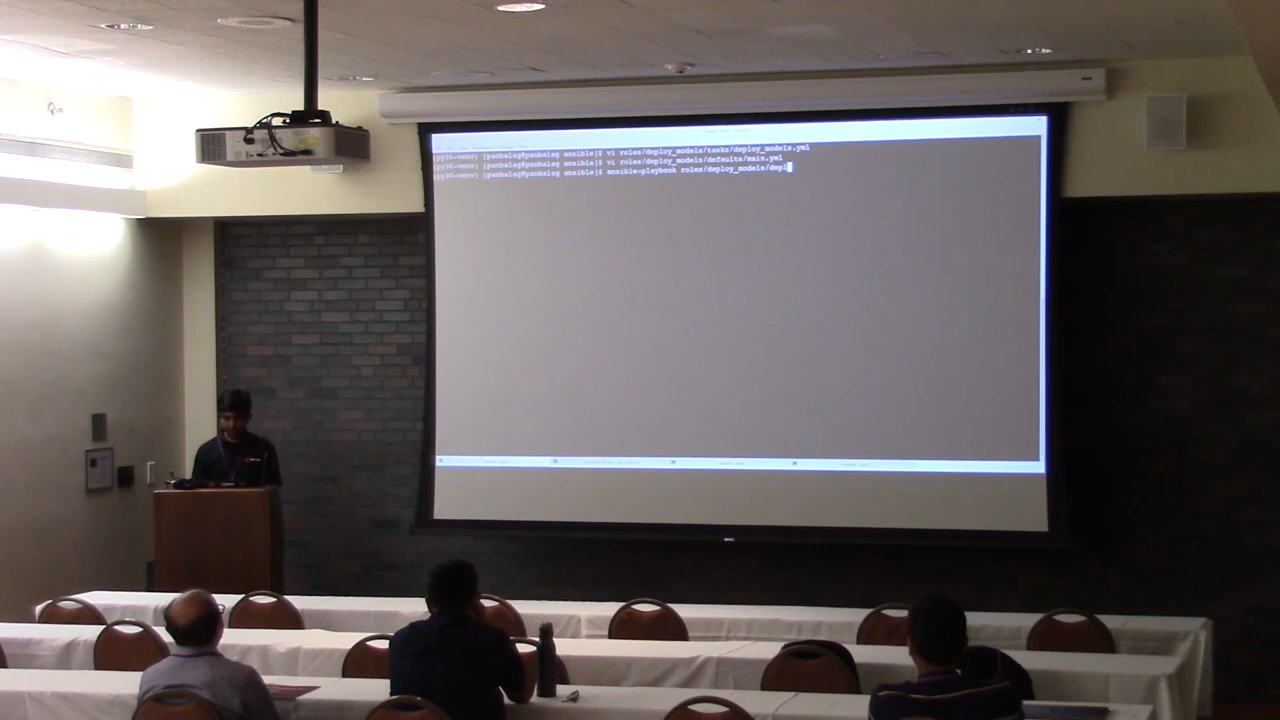 (py36-venv) [panbalag@panbalag ansible]$ vi roles/deploy_models/tasks/deploy_models.yml
(py36-venv) [panbalag@panbalag ansible]$ vi roles/deploy_models/defaults/main.yml
(py36-venv) [panbalag@panbalag ansible]$ ansible-playbook roles/deploy_models/depl